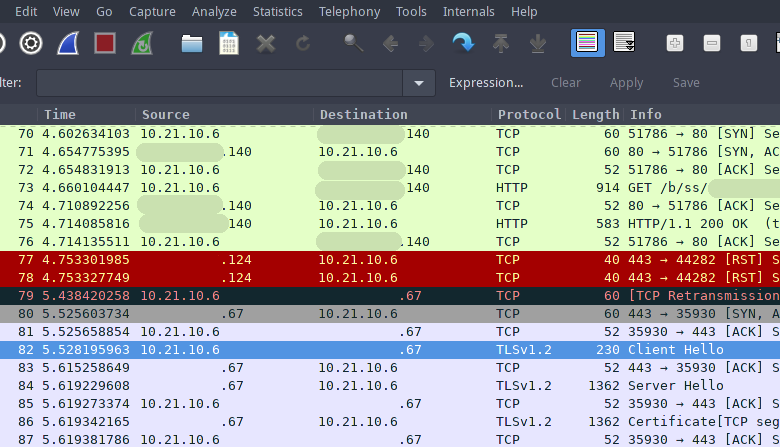 Edit View Go Capture Analyze Statistics Telephony Tools Internals Help
lter: Expression... Clear Apply Save
Time Source Destination Protocol Length Info
70 4.602634103 10.21.10.6 140 TCP 60 51786 → 80 [SYN] Se
71 4.654775395 .140 10.21.10.6 TCP 60 80 → 51786 [SYN, AC
72 4.654831913 10.21.10.6 140 TCP 52 51786 → 80 [ACK] Se
73 4.660104447 10.21.10.6 140 HTTP 914 GET /b/ss/
74 4.710892256 .140 10.21.10.6 TCP 52 80 → 51786 [ACK] Se
75 4.714085816 140 10.21.10.6 HTTP 583 HTTP/1.1 200 OK (t
76 4.714135511 10.21.10.6 .140 TCP 52 51786 → 80 [ACK] Se
77 4.753301985 .124 10.21.10.6 TCP 40 443 → 44282 [RST] S
78 4.753327749 .124 10.21.10.6 TCP 40 443 → 44282 [RST] S
79 5.438420258 10.21.10.6 .67 TCP 60 [TCP Retransmission
80 5.525603734 .67 10.21.10.6 TCP 60 443 → 35930 [SYN, A
81 5.525658854 10.21.10.6 .67 TCP 52 35930 → 443 [ACK] S
82 5.528195963 10.21.10.6 .67 TLSv1.2 230 Client Hello
83 5.615258649 .67 10.21.10.6 TCP 52 443 → 35930 [ACK] S
84 5.619229608 .67 10.21.10.6 TLSv1.2 1362 Server Hello
85 5.619273374 10.21.10.6 .67 TCP 52 35930 → 443 [ACK] S
86 5.619342165 .67 10.21.10.6 TLSv1.2 1362 Certificate[TCP seg
87 5.619381786 10.21.10.6 .67 TCP 52 35930 → 443 [ACK] S